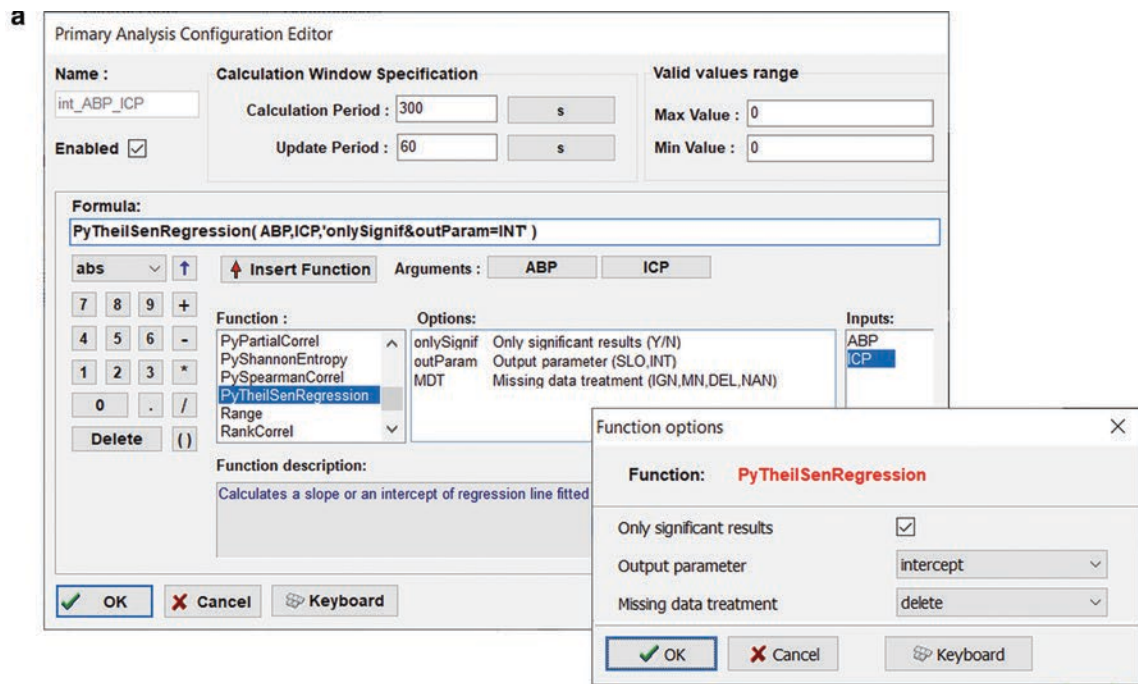 a
Primary Analysis Configuration Editor
Name :
int_ABP_ICP
Enabled
Calculation Window Specification
Calculation Period : 300 s
Update Period : 60 s
Valid values range
Max Value : 0
Min Value : 0
Formula:
PyTheilSenRegression( ABP,ICP,'onlySignif&outParam=INT' )
abs
Insert Function
Arguments : ABP ICP
7 8 9 +
4 5 6 -
1 2 3 *
0 . /
Delete ( )
Function :
PyPartialCorrel
PyShannonEntropy
PySpearmanCorrel
PyTheilSenRegression
Range
RankCorrel
Options:
onlySignif Only significant results (Y/N)
outParam Output parameter (SLO,INT)
MDT Missing data treatment (IGN,MN,DEL,NAN)
Inputs:
ABP
ICP
Function description:
Calculates a slope or an intercept of regression line fitted
OK Cancel Keyboard
Function options
Function: PyTheilSenRegression
Only significant results
Output parameter intercept
Missing data treatment delete
OK Cancel Keyboard